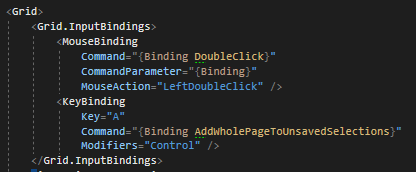 <Grid>
<Grid.InputBindings>
<MouseBinding
Command="{Binding DoubleClick}"
CommandParameter="{Binding}"
MouseAction="LeftDoubleClick" />
<KeyBinding
Key="A"
Command="{Binding AddWholePageToUnsavedSelections}"
Modifiers="Control" />
</Grid.InputBindings>